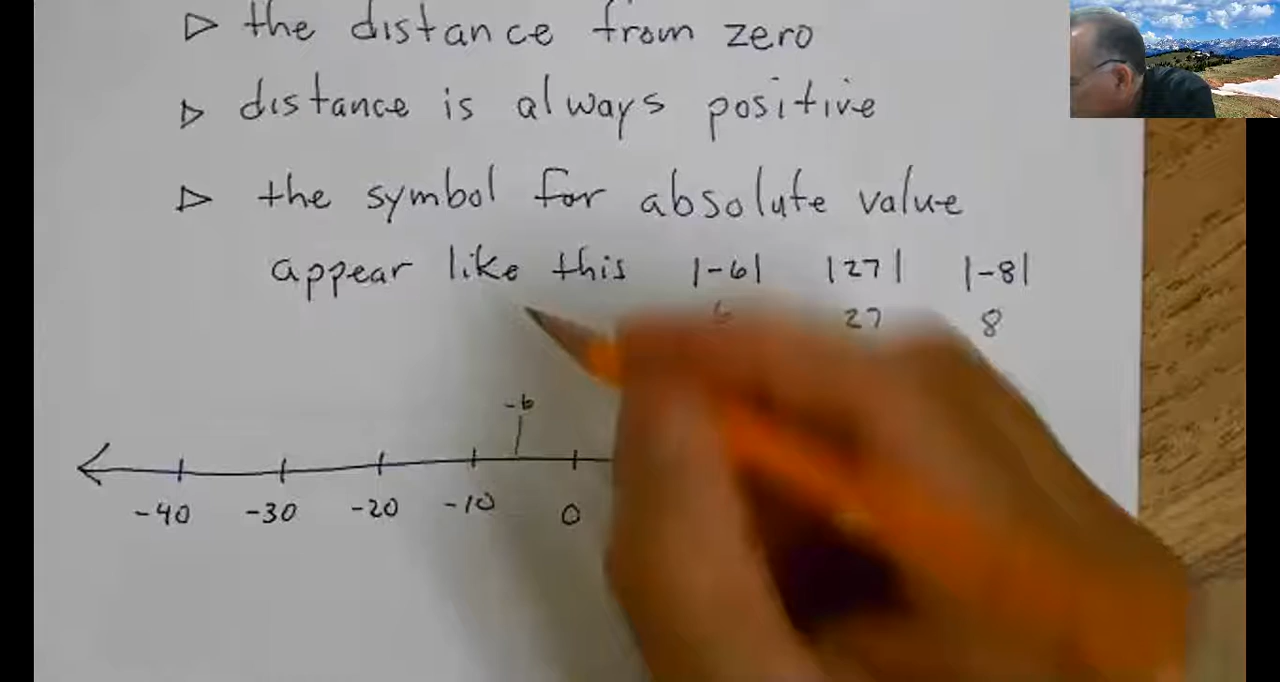 the distance from zero
distance is always positive
the symbol for absolute value
appear like this |-6| |27| |-8|
6 27 8
-6
-40 -30 -20 -10 0